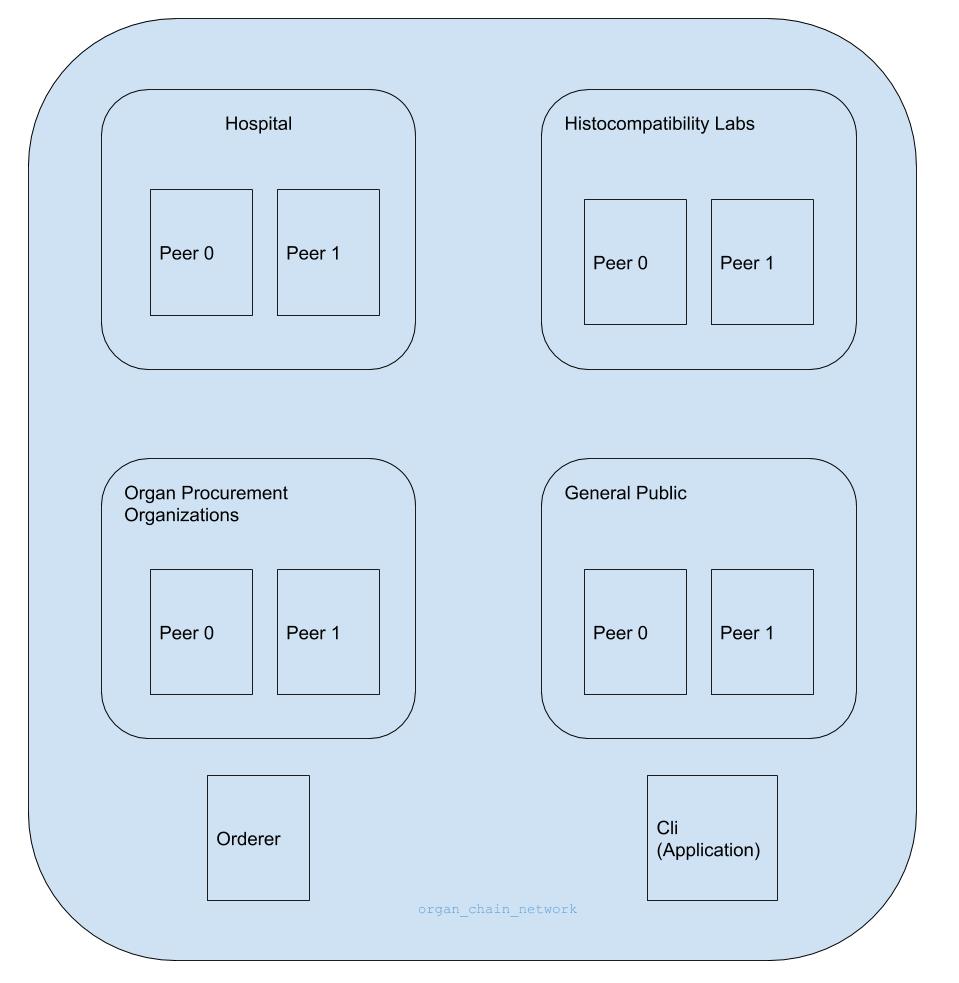 Hospital
Peer 0
Peer 1
Histocompatibility Labs
Peer 0
Peer 1
Organ Procurement
Organizations
Peer 0
Peer 1
General Public
Peer 0
Peer 1
Orderer
Cli
(Application)
organ_chain_network